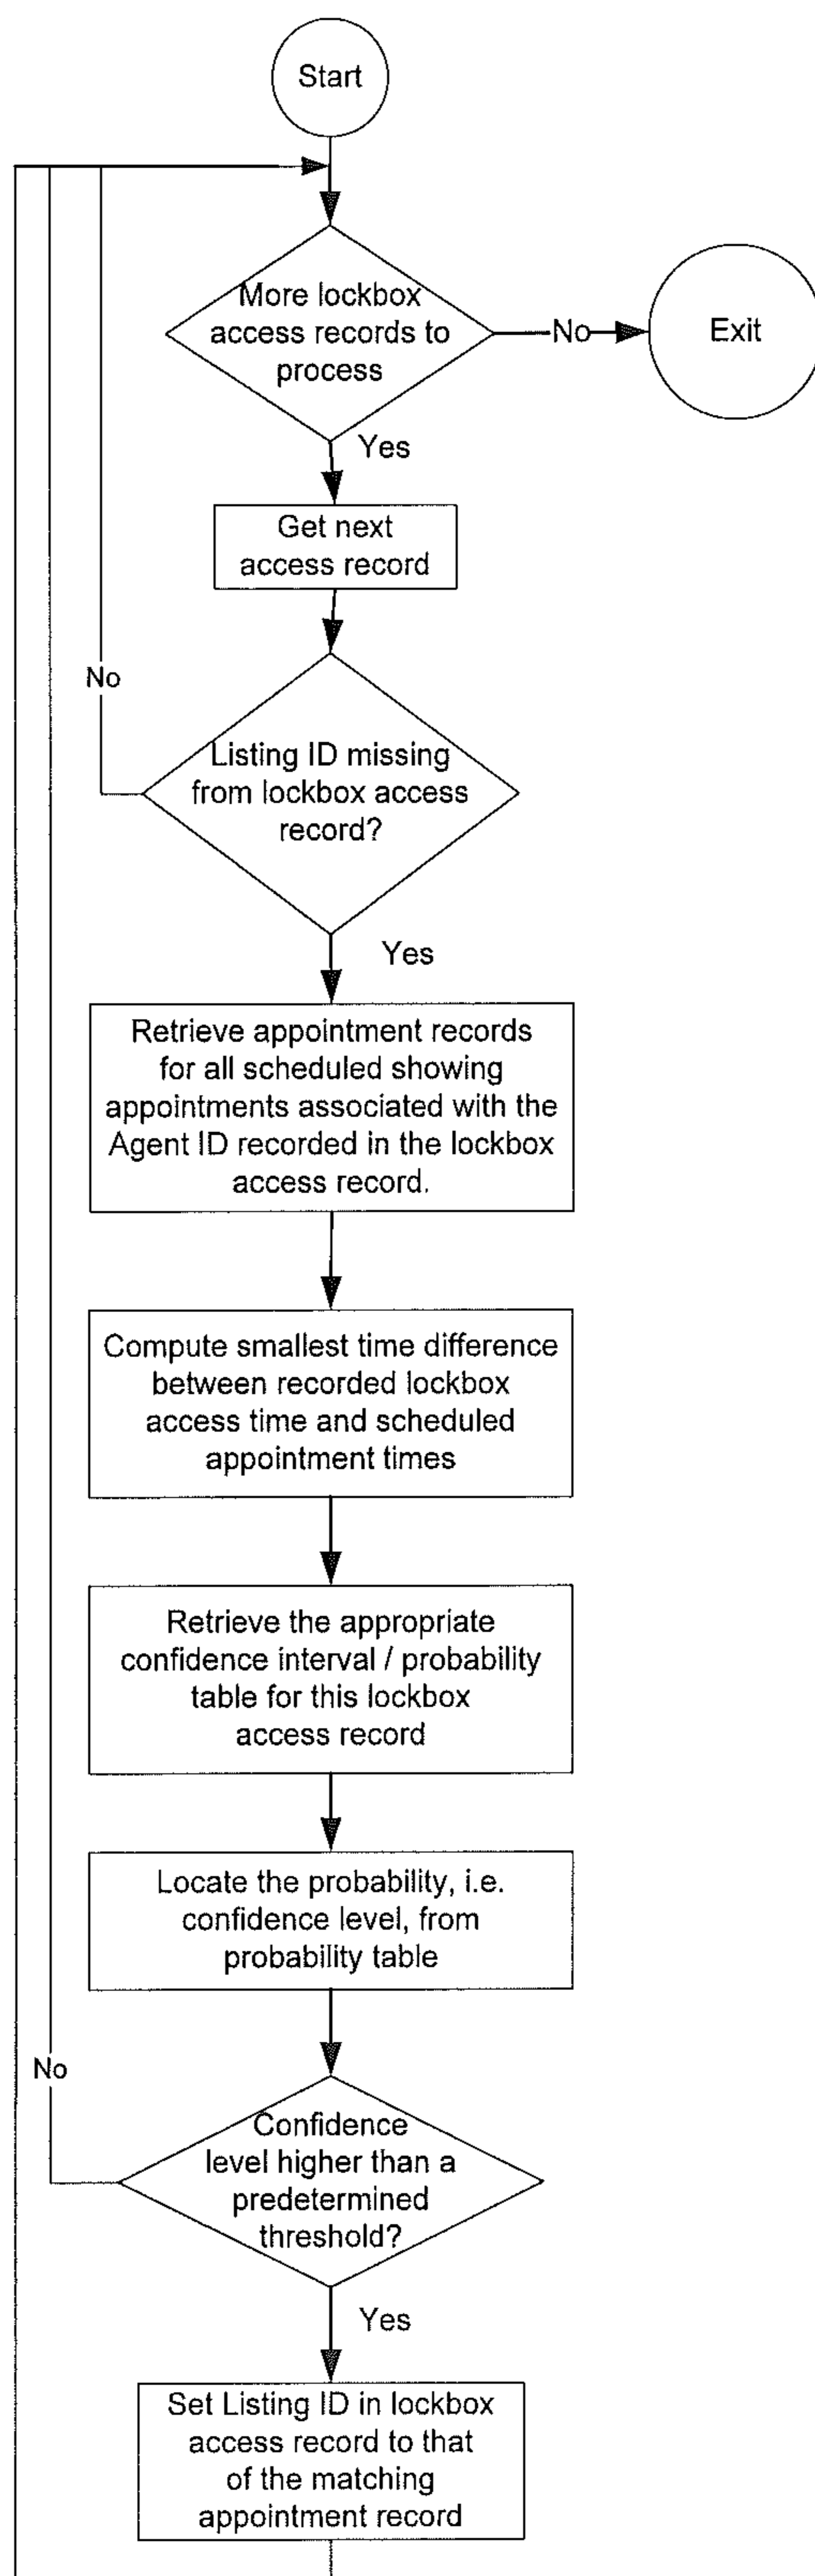 Start
More lockbox
access records to
process
No
Exit
Yes
Get next
access record
No
Listing ID missing
from lockbox access
record?
Yes
Retrieve appointment records
for all scheduled showing
appointments associated with the
Agent ID recorded in the lockbox
access record.
Compute smallest time difference
between recorded lockbox
access time and scheduled
appointment times
Retrieve the appropriate
confidence interval / probability
table for this lockbox
access record
Locate the probability, i.e.
confidence level, from
probability table
No
Confidence
level higher than a
predetermined
threshold?
Yes
Set Listing ID in lockbox
access record to that
of the matching
appointment record